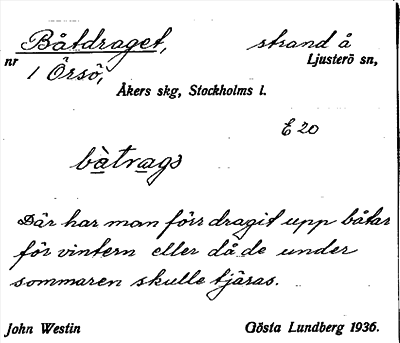 Båtdraget, strand å
nr 1 Örsö, Ljusterö sn,
Åkers skg, Stockholms l.
E 20
bàtrags
Där har man förr dragit upp båtar
för vintern eller då de under
sommaren skulle tjäras.
John Westin Gösta Lundberg 1936.